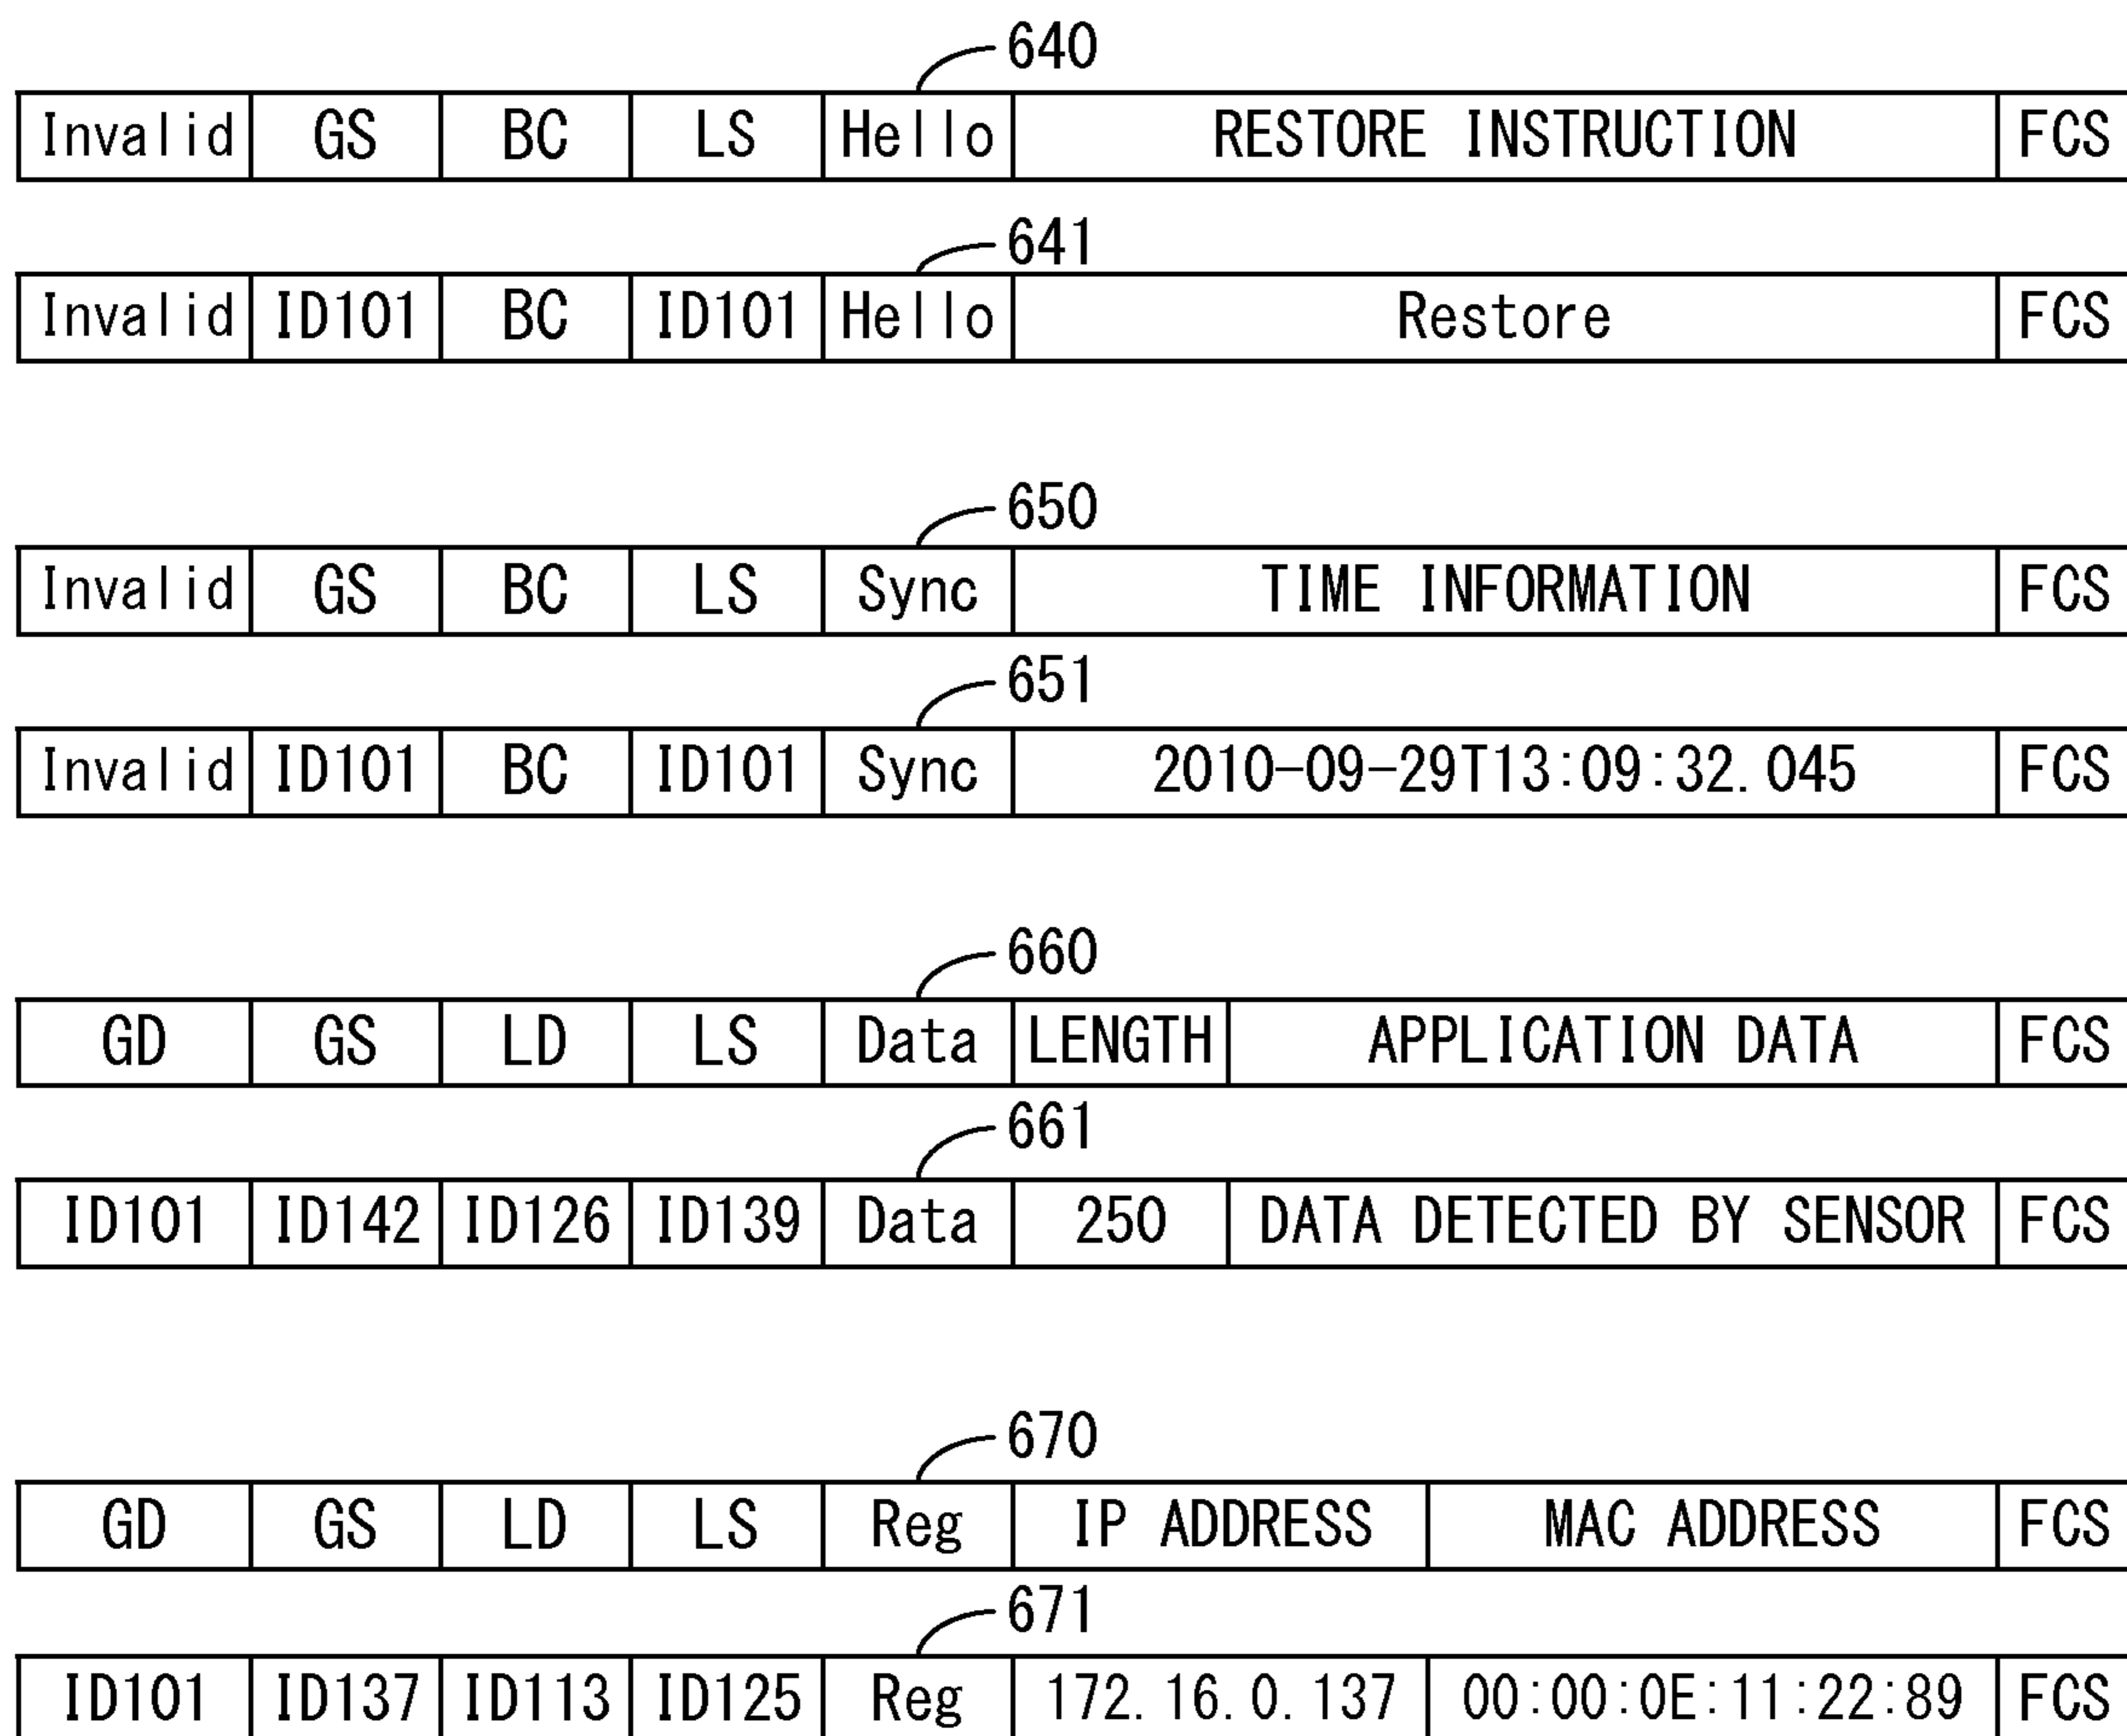 640
Invalid GS BC LS Hello RESTORE INSTRUCTION FCS
641
Invalid ID101 BC ID101 Hello Restore FCS
650
Invalid GS BC LS Sync TIME INFORMATION FCS
651
Invalid ID101 BC ID101 Sync 2010-09-29T13:09:32.045 FCS
660
GD GS LD LS Data LENGTH APPLICATION DATA FCS
661
ID101 ID142 ID126 ID139 Data 250 DATA DETECTED BY SENSOR FCS
670
GD GS LD LS Reg IP ADDRESS MAC ADDRESS FCS
671
ID101 ID137 ID113 ID125 Reg 172.16.0.137 00:00:0E:11:22:89 FCS